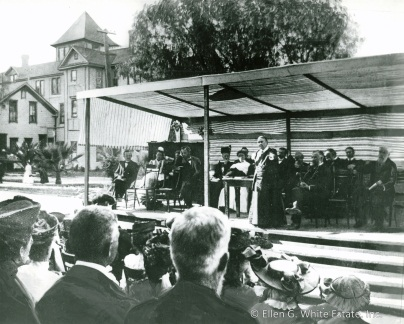 © Ellen G. White Estate, Inc.